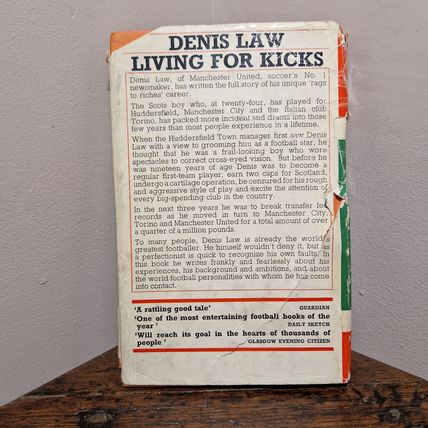 DENIS LAW
LIVING FOR KICKS
Denis Law, of Manchester United, soccer's No. 1
newsmaker, has written the full story of his unique 'rags
to riches' career.
The Scots boy who, at twenty-four, has played for
Huddersfield, Manchester City and the Italian club
Torino, has packed more incident and drama into those
few years than most people experience in a lifetime.
When the Huddersfield Town manager first saw Denis
Law with a view to grooming him as a football star, he
thought that he was a frail-looking boy who wore
spectacles to correct cross-eyed vision. But before he
was nineteen years of age Denis was to become a
regular first-team player, earn two caps for Scotland,
undergo a cartilage operation, be censured for his rough
and aggressive style of play and excite the attention of
every big-spending club in the country.
In the next three years he was to break transfer fee
records as he moved in turn to Manchester City,
Torino and Manchester United for a total amount of over
a quarter of a million pounds.
To many people, Denis Law is already the world's
greatest footballer. He himself wouldn't deny it, but as
a perfectionist is quick to recognize his own faults. In
this book he writes frankly and fearlessly about his
experiences, his background and ambitions, and about
the world football personalities with whom he has come
into contact.
'A rattling good tale' GUARDIAN
'One of the most entertaining football books of the
year' DAILY SKETCH
'Will reach its goal in the hearts of thousands of
people' GLASGOW EVENING CITIZEN